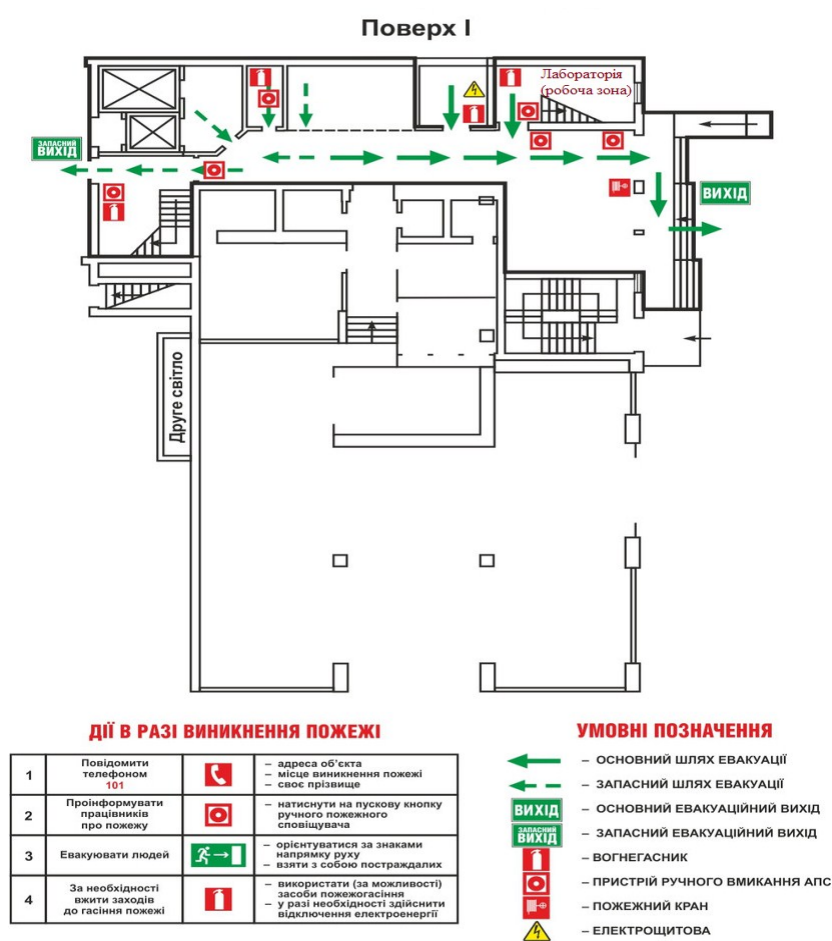 Поверх I
Лабораторія
(робоча зона)
ЗАПАСНИЙ
ВИХІД
ВИХІД
Друге світло
ДІЇ В РАЗІ ВИНИКНЕННЯ ПОЖЕЖІ
1
Повідомити
телефоном
101
– адреса об'єкта
– місце виникнення пожежі
– своє прізвище
2
Проінформувати
працівників
про пожежу
– натиснути на пускову кнопку
ручного пожежного
сповіщувача
3
Евакуювати людей
– орієнтуватися за знаками
напрямку руху
– взяти з собою постраждалих
4
За необхідності
вжити заходів
до гасіння пожежі
– використати (за можливості)
засоби пожежогасіння
– у разі необхідності здійснити
відключення електроенергії
УМОВНІ ПОЗНАЧЕННЯ
– ОСНОВНИЙ ШЛЯХ ЕВАКУАЦІЇ
– ЗАПАСНИЙ ШЛЯХ ЕВАКУАЦІЇ
ВИХІД – ОСНОВНИЙ ЕВАКУАЦІЙНИЙ ВИХІД
ЗАПАСНИЙ
ВИХІД – ЗАПАСНИЙ ЕВАКУАЦІЙНИЙ ВИХІД
– ВОГНЕГАСНИК
– ПРИСТРІЙ РУЧНОГО ВМИКАННЯ АПС
– ПОЖЕЖНИЙ КРАН
– ЕЛЕКТРОЩИТОВА